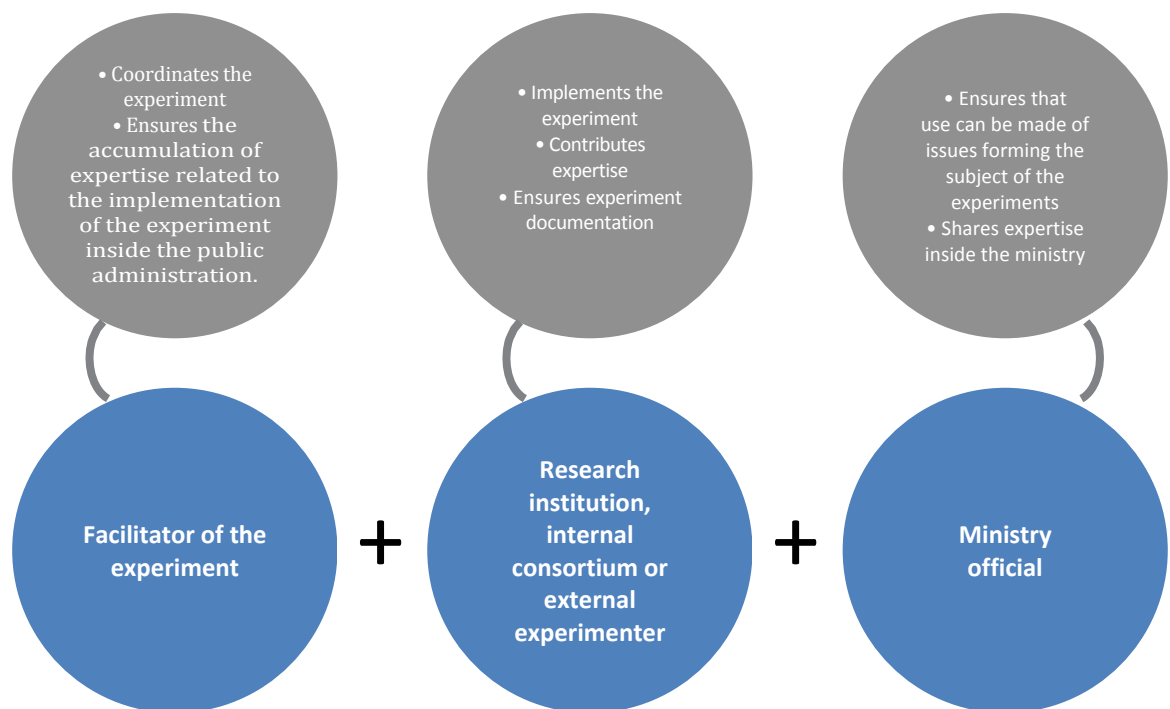 • Coordinates the
experiment
• Ensures the
accumulation of
expertise related to
the implementation
of the experiment
inside the public
administration.
• Implements the
experiment
• Contributes
expertise
• Ensures experiment
documentation
• Ensures that
use can be made of
issues forming the
subject of the
experiments
• Shares expertise
inside the ministry
Facilitator of the
experiment
+
Research
institution,
internal
consortium or
external
experimenter
+
Ministry
official